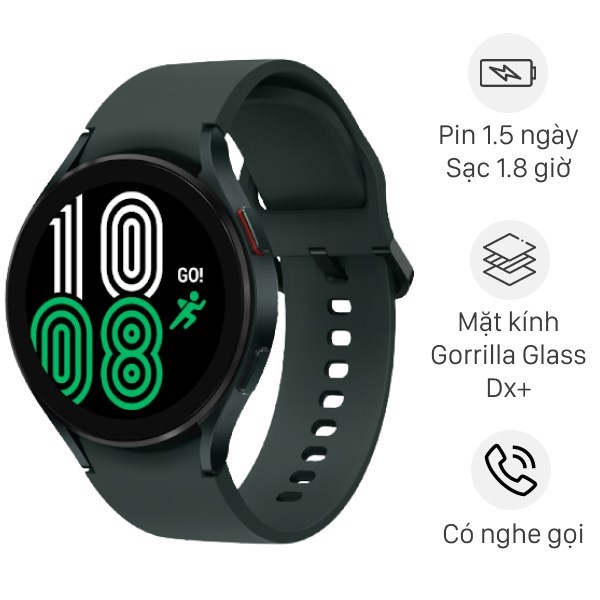 10
GO!
08
Pin 1.5 ngày
Sạc 1.8 giờ
Mặt kính
Gorrilla Glass
Dx+
Có nghe gọi